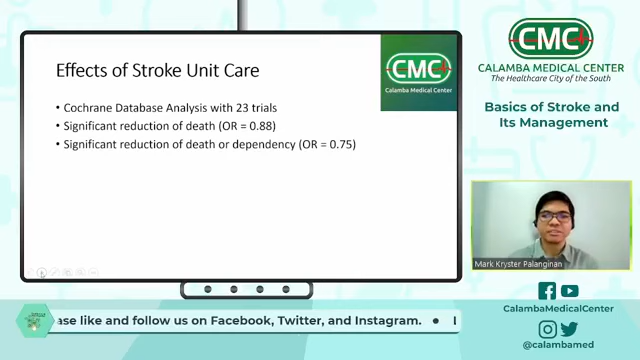 Effects of Stroke Unit Care
• Cochrane Database Analysis with 23 trials
• Significant reduction of death (OR = 0.88)
• Significant reduction of death or dependency (OR = 0.75)
CMC
Calamba Medical Center
CMC
CALAMBA MEDICAL CENTER
The Healthcare City of the South
Basics of Stroke and
Its Management
Mark Kryster Palanginan
CalambaMedicalCenter
@calambamed
ase like and follow us on Facebook, Twitter, and Instagram. •